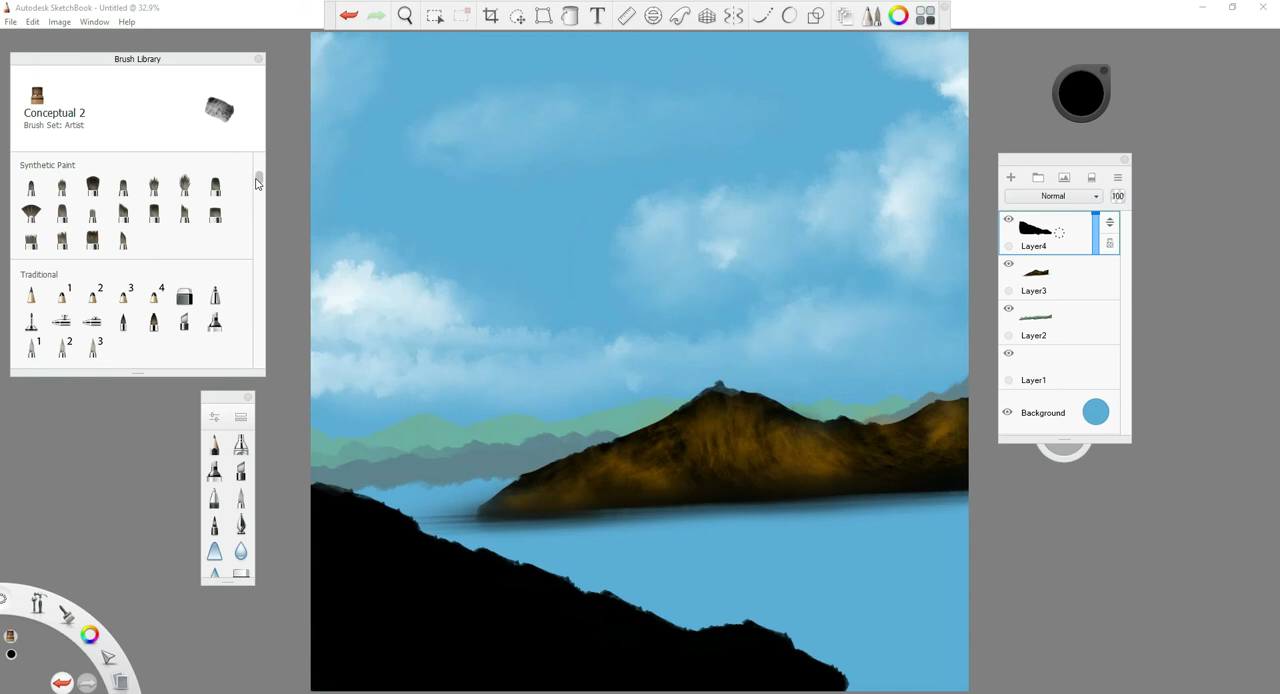 Autodesk SketchBook - Untitled @ 32.9%
File Edit Image Window Help
T
Brush Library
Conceptual 2
Brush Set: Artist
Synthetic Paint
Traditional
1 2 3 4
1 2 3
Normal 100
Layer4
Layer3
Layer2
Layer1
Background